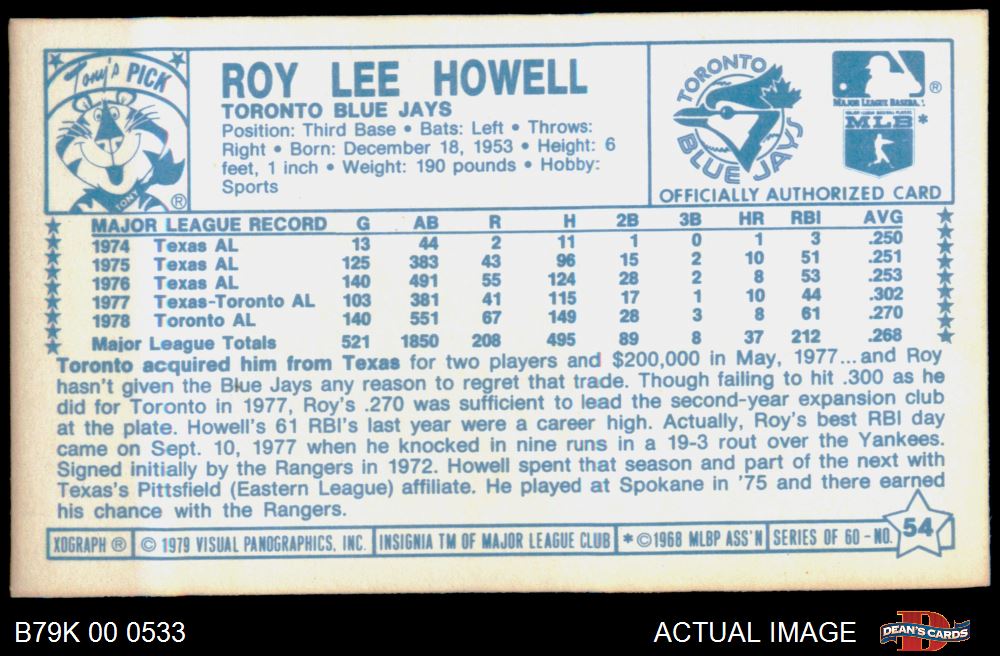 Tony's PICK
TONY ®
ROY LEE HOWELL
TORONTO BLUE JAYS
Position: Third Base • Bats: Left • Throws:
Right • Born: December 18, 1953 • Height: 6
feet, 1 inch • Weight: 190 pounds • Hobby:
Sports
TORONTO
BLUE JAYS
®
MAJOR LEAGUE BASEBA
MAJOR LEAGUE BASEBALL PLAYERS
MLB*
OFFICIALLY AUTHORIZED CARD
MAJOR LEAGUE RECORD G AB R H 2B 3B HR RBI AVG
1974 Texas AL 13 44 2 11 1 0 1 3 .250
1975 Texas AL 125 383 43 96 15 2 10 51 .251
1976 Texas AL 140 491 55 124 28 2 8 53 .253
1977 Texas-Toronto AL 103 381 41 115 17 1 10 44 .302
1978 Toronto AL 140 551 67 149 28 3 8 61 .270
Major League Totals 521 1850 208 495 89 8 37 212 .268
Toronto acquired him from Texas for two players and $200,000 in May, 1977...and Roy
hasn't given the Blue Jays any reason to regret that trade. Though failing to hit .300 as he
did for Toronto in 1977, Roy's .270 was sufficient to lead the second-year expansion club
at the plate. Howell's 61 RBI's last year were a career high. Actually, Roy's best RBI day
came on Sept. 10, 1977 when he knocked in nine runs in a 19-3 rout over the Yankees.
Signed initially by the Rangers in 1972. Howell spent that season and part of the next with
Texas's Pittsfield (Eastern League) affiliate. He played at Spokane in '75 and there earned
his chance with the Rangers.
XOGRAPH ® © 1979 VISUAL PANOGRAPHICS, INC. INSIGNIA TM OF MAJOR LEAGUE CLUB * ©1968 MLBP ASS'N SERIES OF 60 - NO. 54
B79K 00 0533 ACTUAL IMAGE DEAN'S CARDS